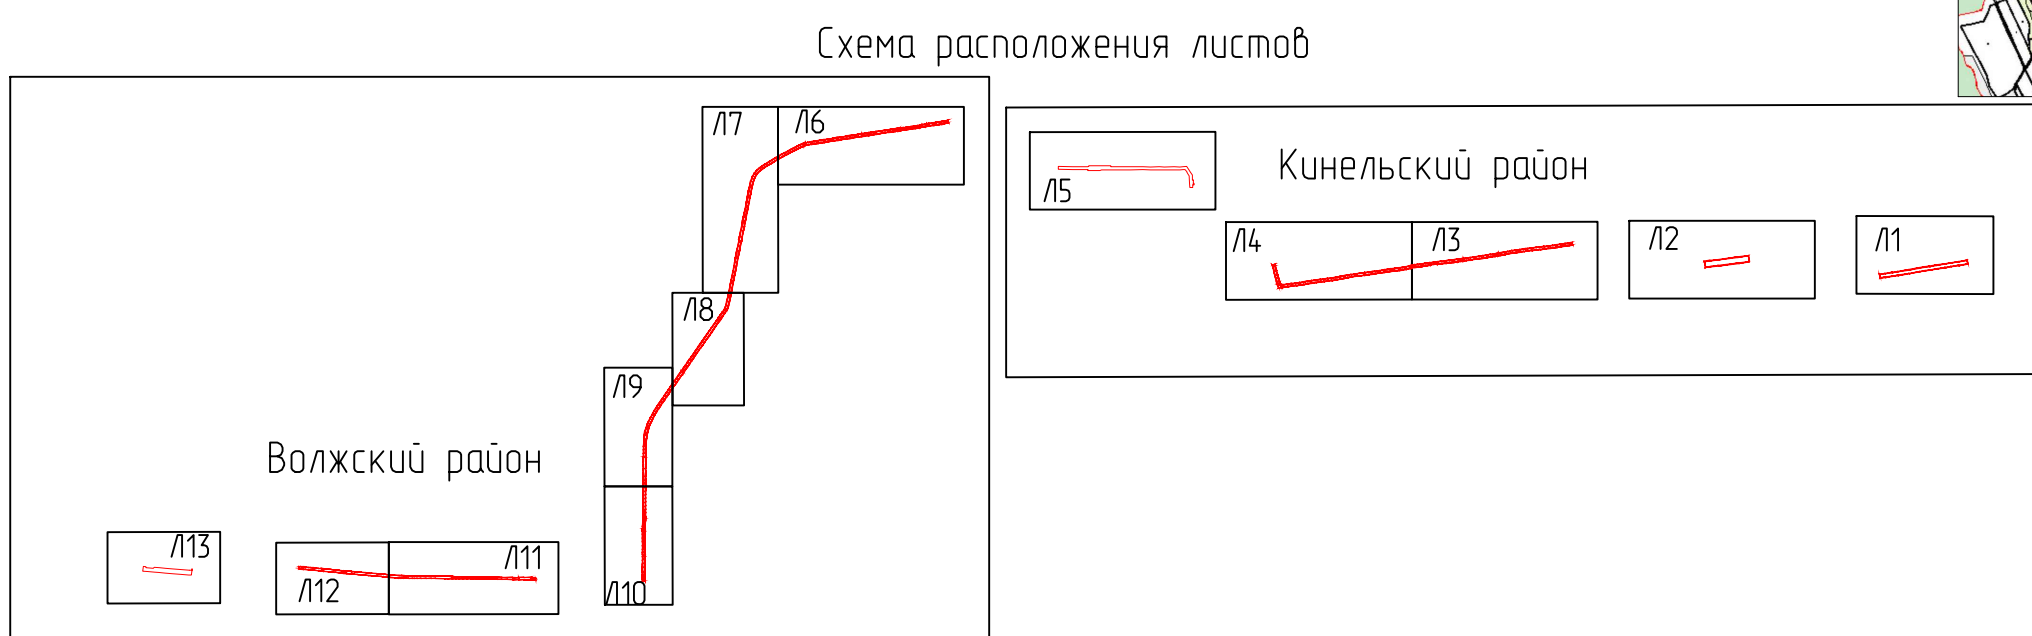 Схема расположения листов
Л7
Л6
Л8
Л9
Волжский район
Л13
Л12
Л11
Л10
Л5
Кинельский район
Л4
Л3
Л2
Л1